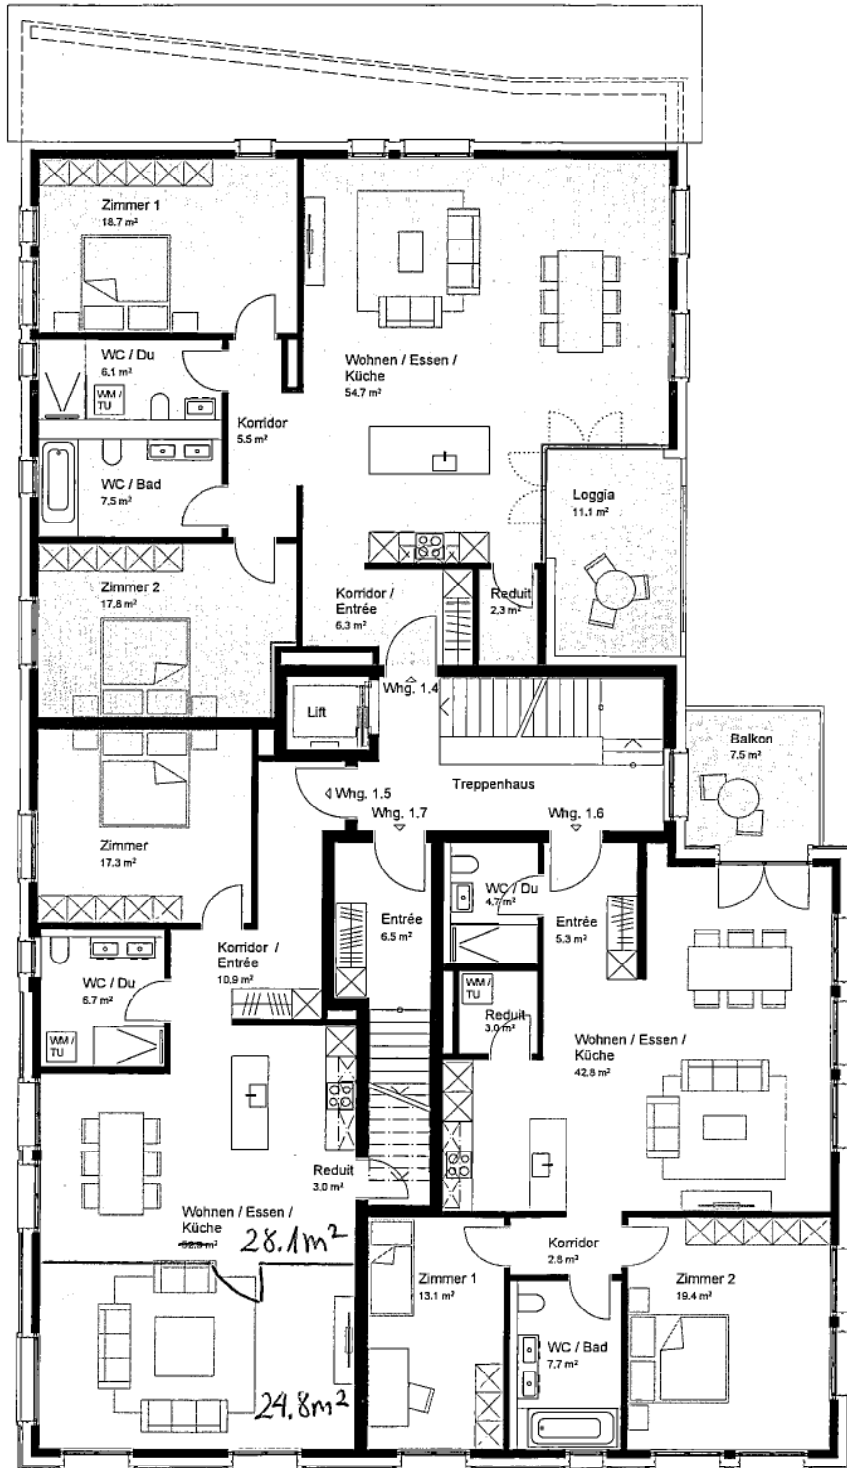 Zimmer 1
18.7 m²
WC / Du
6.1 m²
WM /
TU
Wohnen / Essen /
Küche
54.7 m²
Korridor
5.5 m²
WC / Bad
7.5 m²
Loggia
11.1 m²
Zimmer 2
17.8 m²
Korridor /
Entrée
6.3 m²
Reduit
2.3 m²
Whg. 1.4
Lift
Balkon
7.5 m²
Treppenhaus
Whg. 1.5
Whg. 1.7
Whg. 1.6
Zimmer
17.3 m²
WC / Du
4.7 m²
Entrée
6.5 m²
Entrée
5.3 m²
Korridor /
Entrée
10.9 m²
WC / Du
6.7 m²
WM /
TU
WM /
TU
Reduit
3.0 m²
Wohnen / Essen /
Küche
42.8 m²
Reduit
3.0 m²
Wohnen / Essen /
Küche
52.9 m²
28.1m²
Korridor
2.8 m²
Zimmer 1
13.1 m²
Zimmer 2
19.4 m²
WC / Bad
7.7 m²
24.8m²